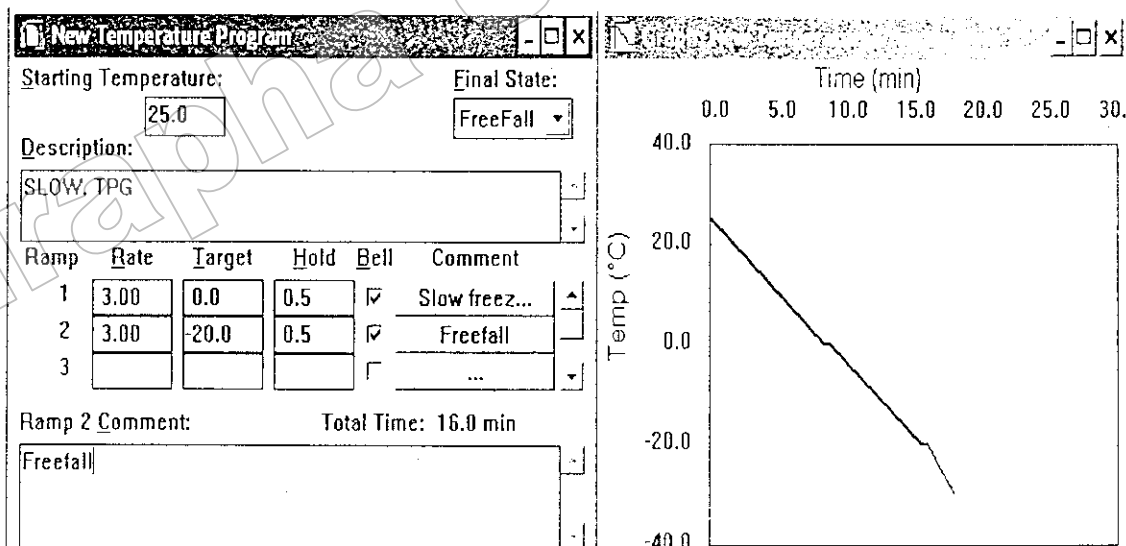 New Temperature Program
Starting Temperature:
Final State:
25.0
FreeFall
Description:
SLOW, TPG
Ramp Rate Target Hold Bell Comment
1 3.00 0.0 0.5 Slow freez...
2 3.00 -20.0 0.5 Freefall
3 ...
Ramp 2 Comment: Total Time: 16.0 min
Freefall
Time (min)
0.0 5.0 10.0 15.0 20.0 25.0 30.
40.0
20.0
0.0
-20.0
-40.0
Temp (°C)